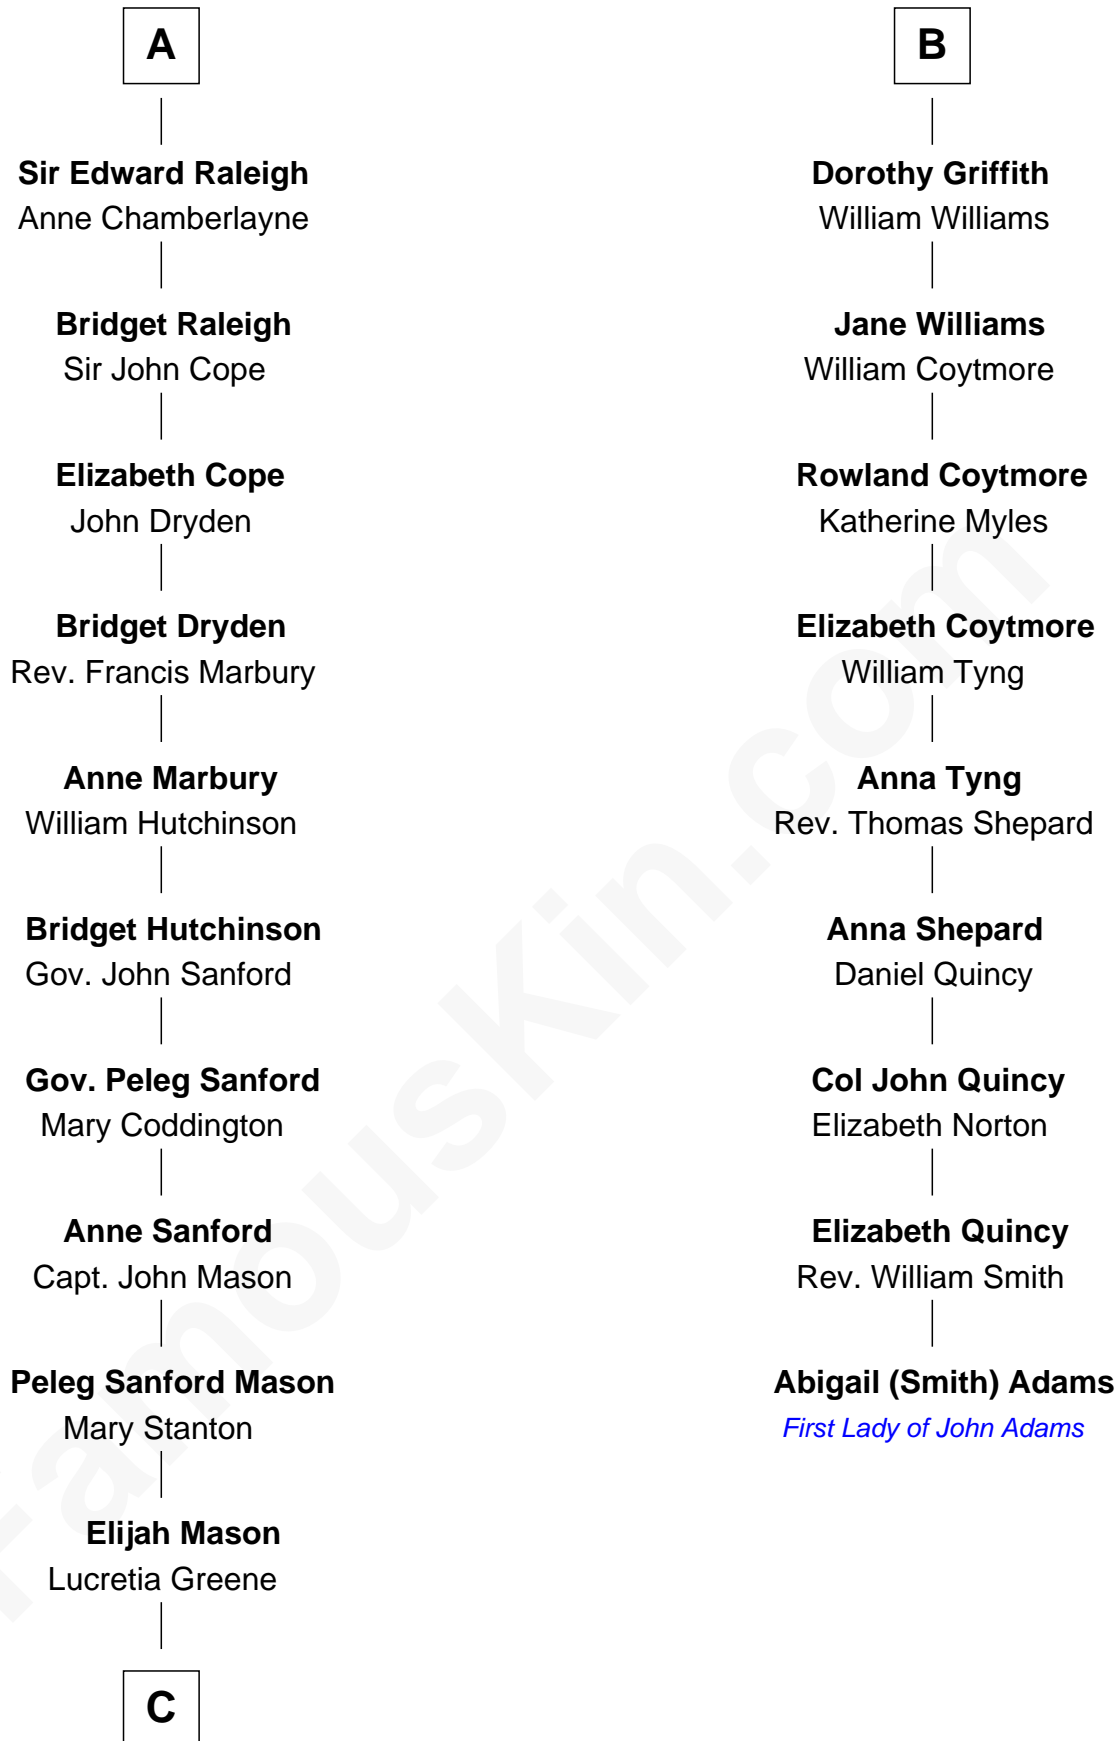 A
Sir Edward Raleigh
Anne Chamberlayne
Bridget Raleigh
Sir John Cope
Elizabeth Cope
John Dryden
Bridget Dryden
Rev. Francis Marbury
Anne Marbury
William Hutchinson
Bridget Hutchinson
Gov. John Sanford
Gov. Peleg Sanford
Mary Coddington
Anne Sanford
Capt. John Mason
Peleg Sanford Mason
Mary Stanton
Elijah Mason
Lucretia Greene
C
B
Dorothy Griffith
William Williams
Jane Williams
William Coytmore
Rowland Coytmore
Katherine Myles
Elizabeth Coytmore
William Tyng
Anna Tyng
Rev. Thomas Shepard
Anna Shepard
Daniel Quincy
Col John Quincy
Elizabeth Norton
Elizabeth Quincy
Rev. William Smith
Abigail (Smith) Adams
First Lady of John Adams
FamousKin.com